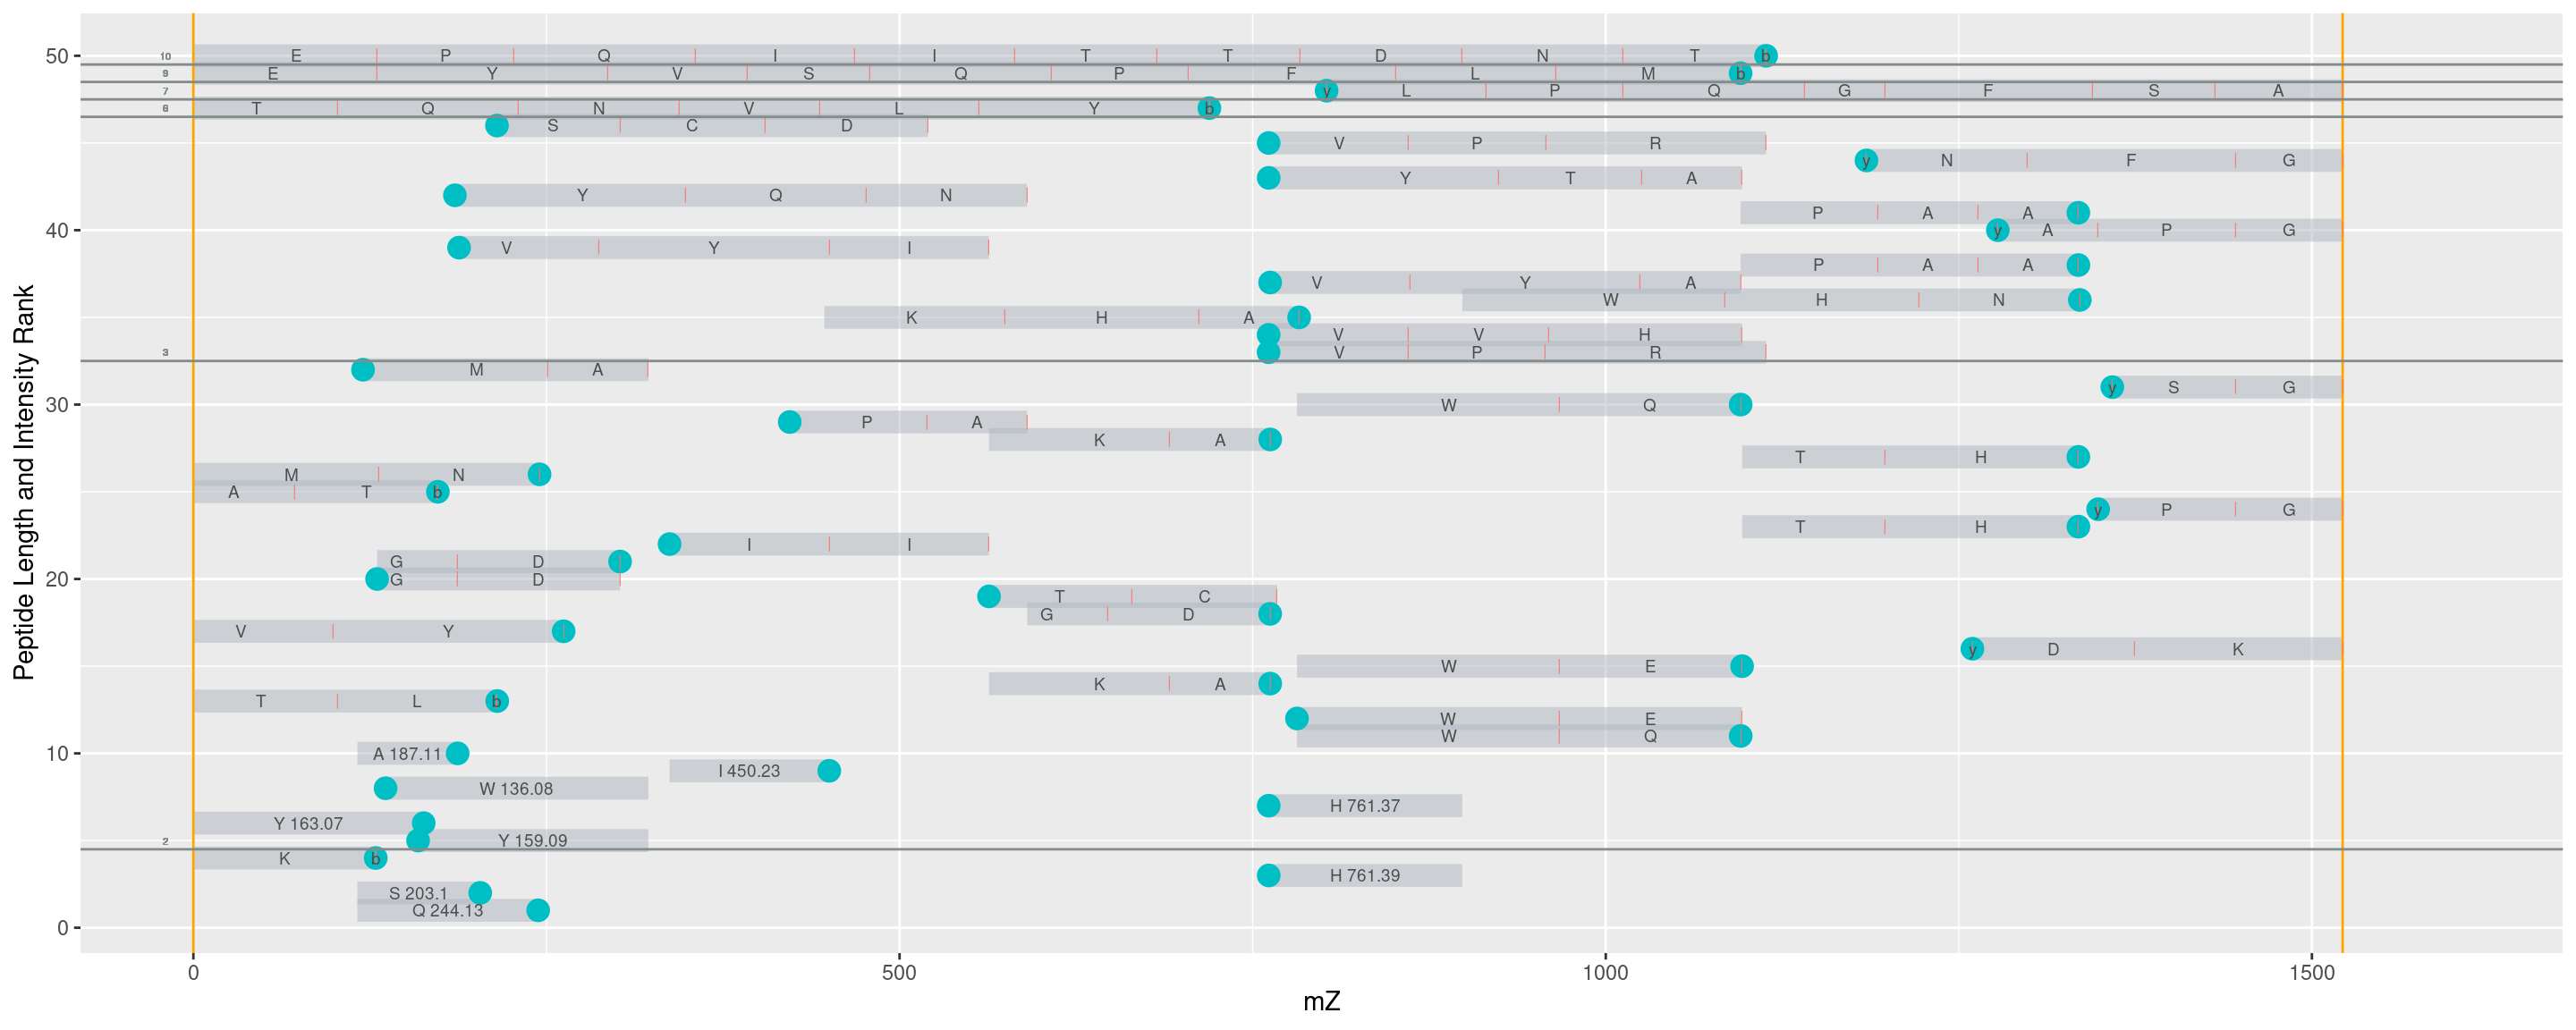 50
10
E P Q I I T T D N T b
9
E Y V S Q P F L M b
7
y L P Q G F S A
6
T Q N V L Y b
S C D
V P R
y N F G
Y T A
Y Q N
P A A
40
y A P G
V Y I
P A A
V Y A
W H N
K H A
V V H
3
V P R
M A
y S G
30
W Q
P A
K A
T H
M N
A T b
y P G
T H
I I
G D
20
G D
T C
G D
V Y
y D K
W E
K A
T L b
W E
W Q
10
A 187.11
I 450.23
W 136.08
H 761.37
Y 163.07
2
Y 159.09
K b
H 761.39
S 203.1
Q 244.13
0
0 500 1000 1500
mZ
Peptide Length and Intensity Rank